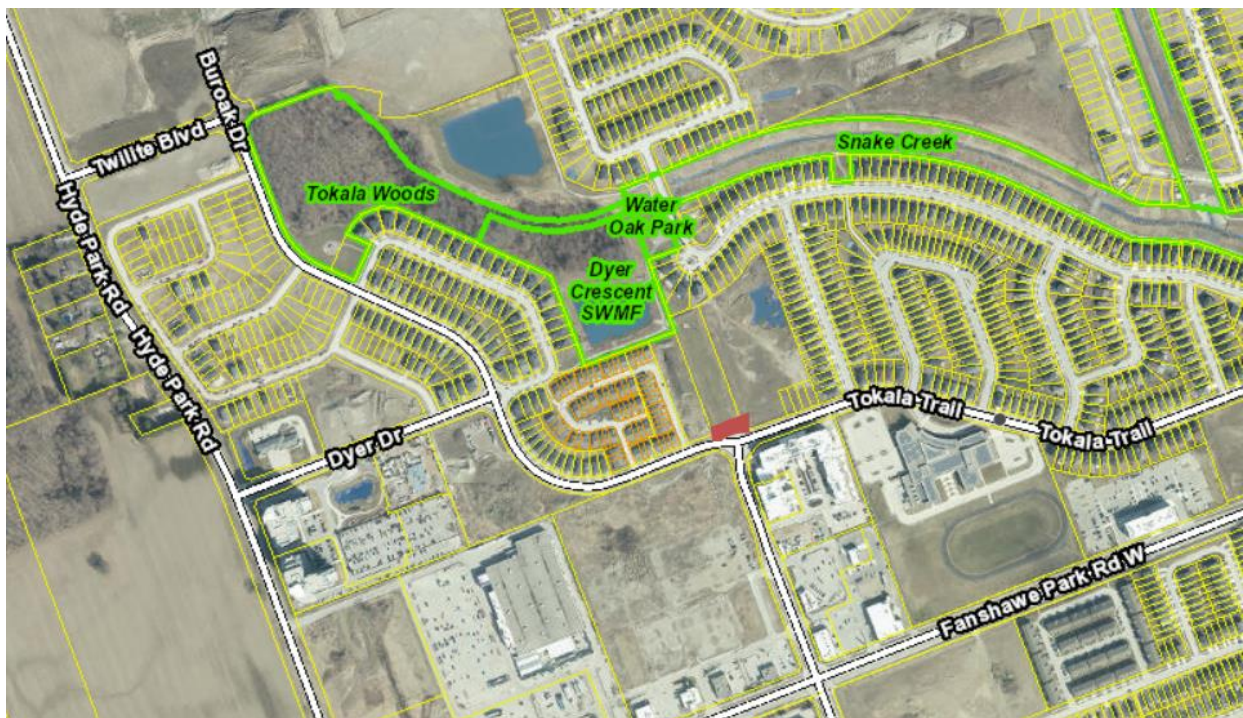 Buroak Dr
Twilite Blvd
Snake Creek
Tokala Woods
Hyde Park Rd
Water
Oak Park
Dyer
Crescent
SWMF
Hyde Park Rd
Tokala Trail
Tokala Trail
Dyer Dr
Fanshawe Park Rd W